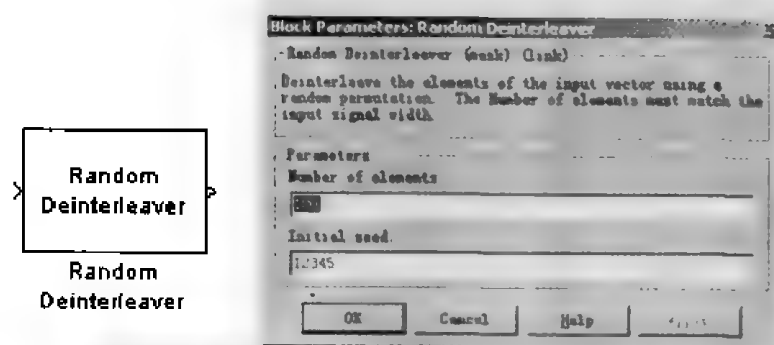 Random
Deinterleaver
Random
Deinterleaver
Block Parameters: Random Deinterleaver
Random Deinterleaver (mask) (link)
Deinterleave the elements of the input vector using a
random permutation. The Number of elements must match the
input signal width
Parameters
Number of elements
Initial seed
12345
OK
Cancel
Help